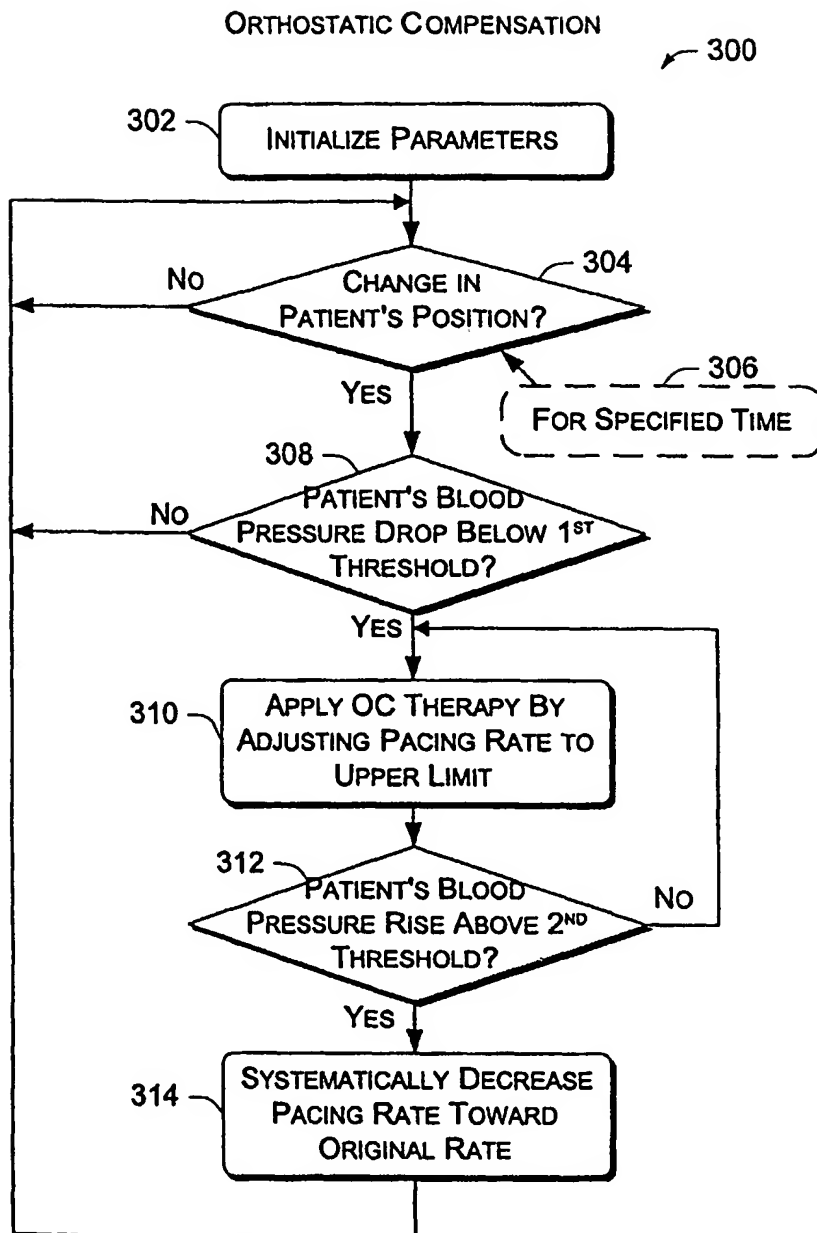 ORTHOSTATIC COMPENSATION
300
302
INITIALIZE PARAMETERS
304
NO
CHANGE IN
PATIENT'S POSITION?
306
YES
FOR SPECIFIED TIME
308
NO
PATIENT'S BLOOD
PRESSURE DROP BELOW 1ST
THRESHOLD?
YES
310
APPLY OC THERAPY BY
ADJUSTING PACING RATE TO
UPPER LIMIT
312
PATIENT'S BLOOD
PRESSURE RISE ABOVE 2ND
THRESHOLD?
NO
YES
314
SYSTEMATICALLY DECREASE
PACING RATE TOWARD
ORIGINAL RATE